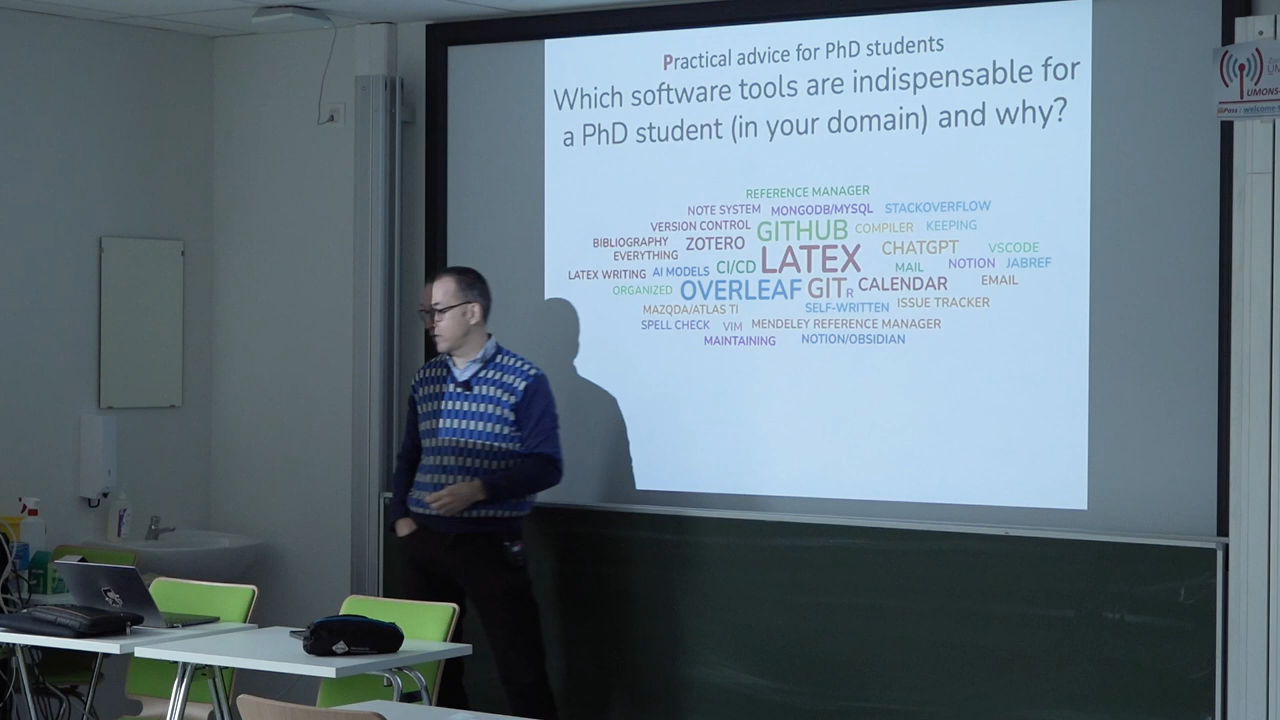 Practical advice for PhD students
Which software tools are indispensable for
a PhD student (in your domain) and why?
REFERENCE MANAGER
NOTE SYSTEM MONGODB/MYSQL STACKOVERFLOW
VERSION CONTROL GITHUB COMPILER KEEPING
BIBLIOGRAPHY ZOTERO LATEX CHATGPT VSCODE
EVERYTHING
LATEX WRITING AI MODELS CI/CD MAIL NOTION JABREF
ORGANIZED OVERLEAF GIT R CALENDAR EMAIL
MAZQDA/ATLAS TI SELF-WRITTEN ISSUE TRACKER
SPELL CHECK VIM MENDELEY REFERENCE MANAGER
MAINTAINING NOTION/OBSIDIAN
UMONS-